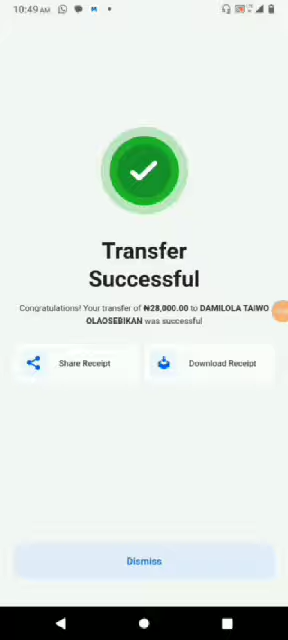 10:49 AM
Transfer
Successful
Congratulations! Your transfer of ₦28,000.00 to DAMILOLA TAIWO
OLAOSEBIKAN was successful
Share Receipt
Download Receipt
Dismiss